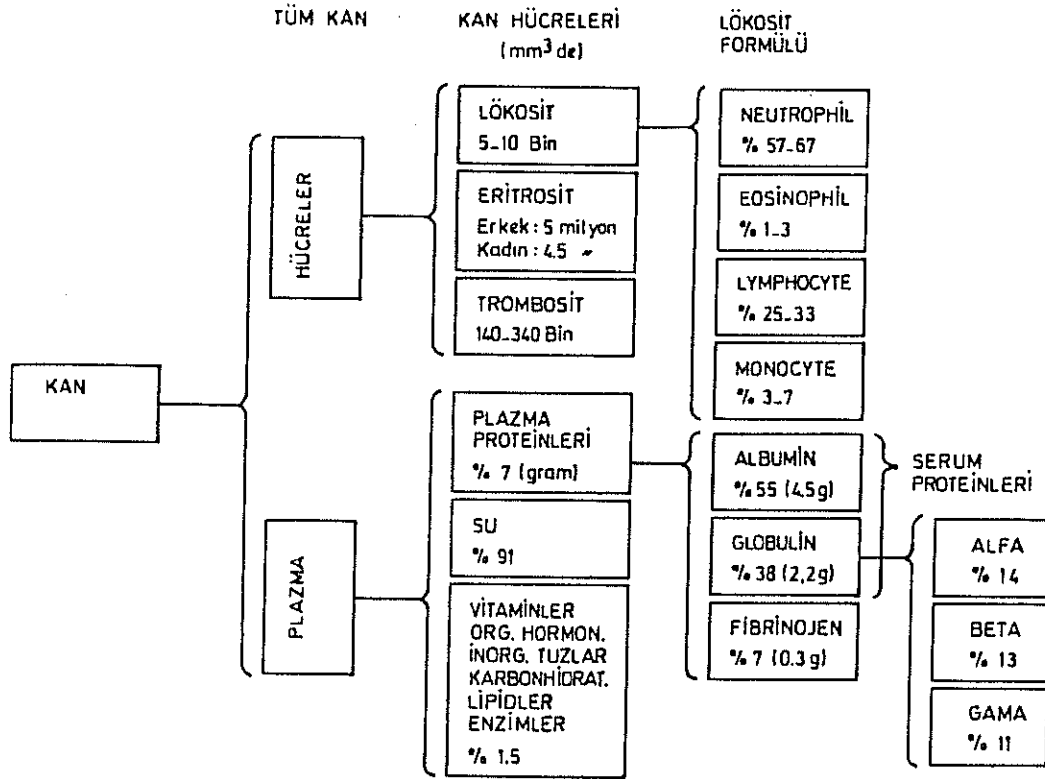 TÜM KAN
KAN HÜCRELERİ
(mm³ de)
LÖKOSİT
FORMÜLÜ
KAN
HÜCRELER
PLAZMA
LÖKOSİT
5-10 Bin
ERİTROSİT
Erkek : 5 milyon
Kadın : 4.5 〃
TROMBOSİT
140-340 Bin
NEUTROPHİL
% 57-67
EOSİNOPHİL
% 1-3
LYMPHOCYTE
% 25-33
MONOCYTE
% 3-7
PLAZMA
PROTEİNLERİ
% 7 (gram)
SU
% 91
VİTAMİNLER
ORG. HORMON.
İNORG. TUZLAR
KARBONHİDRAT.
LİPİDLER
ENZİMLER
% 1.5
ALBUMİN
% 55 (4.5 g)
GLOBULİN
% 38 (2,2 g)
FİBRİNOJEN
% 7 (0.3 g)
SERUM
PROTEİNLERİ
ALFA
% 14
BETA
% 13
GAMA
% 11